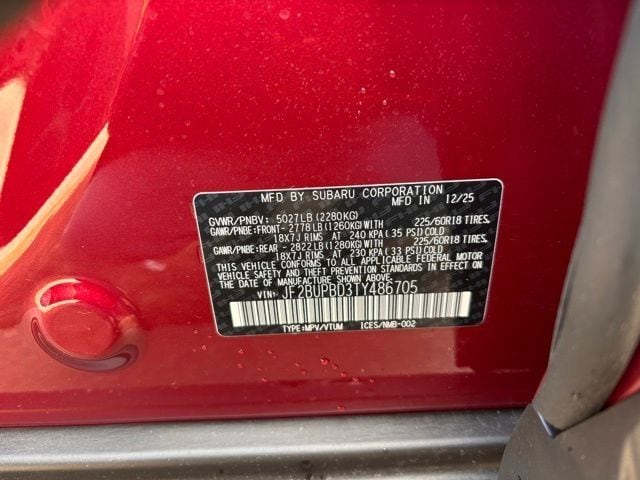 MFD BY SUBARU CORPORATION
MFD IN 12/25
GVWR/PNBV: 5027LB(2280KG)
GAWR/PNBE:FRONT- 2778LB(1260KG)WITH 225/60R18 TIRES,
18X7J RIMS AT 240 KPA(35 PSI)COLD
GAWR/PNBE:REAR - 2822LB(1280KG)WITH 225/60R18 TIRES,
18X7J RIMS AT 230 KPA(33 PSI)COLD
THIS VEHICLE CONFORMS TO ALL APPLICABLE FEDERAL MOTOR
VEHICLE SAFETY AND THEFT PREVENTION STANDARDS IN EFFECT ON
THE DATE OF MANUFACTURE SHOWN ABOVE.
VIN: JF2BUPBD3TY486705
TYPE:MPV/VTUM ICES/NMB-002